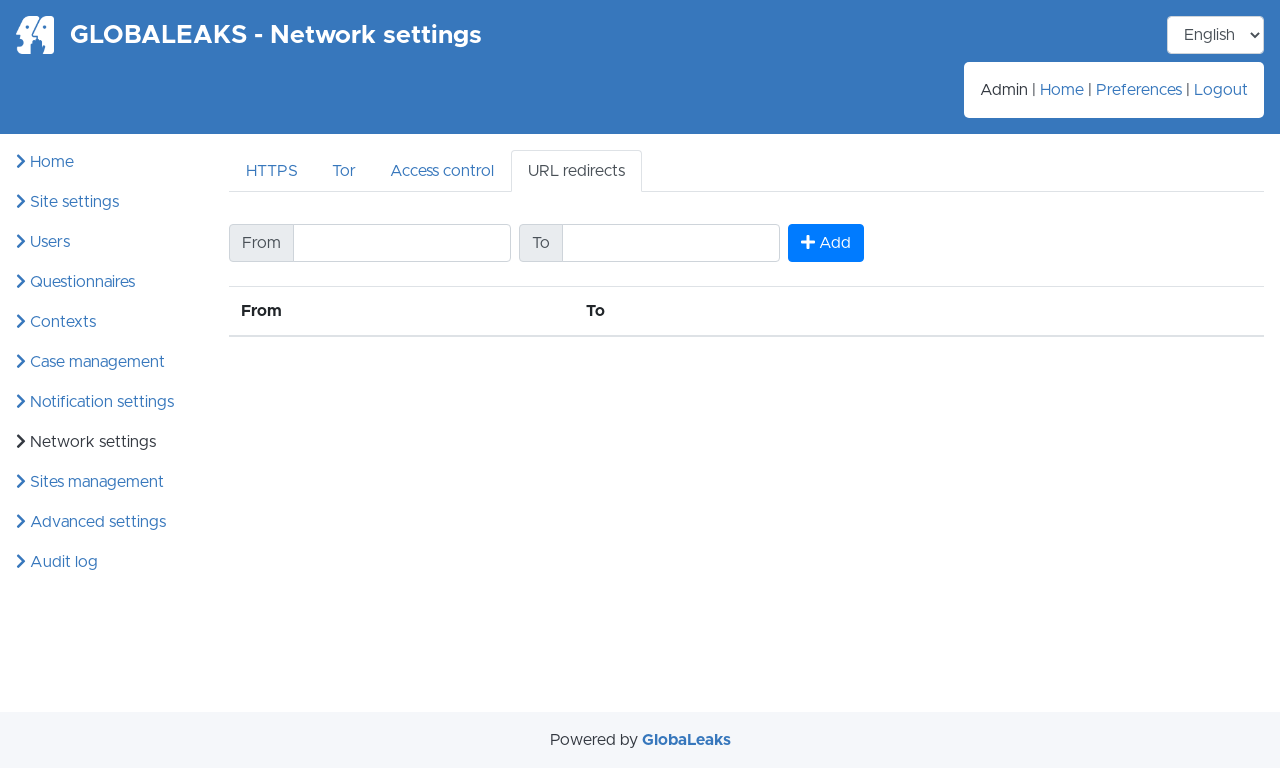 GLOBALEAKS - Network settings
English
Admin | Home | Preferences | Logout
Home
Site settings
Users
Questionnaires
Contexts
Case management
Notification settings
Network settings
Sites management
Advanced settings
Audit log
HTTPS Tor Access control URL redirects
From To Add
From To
Powered by GlobaLeaks